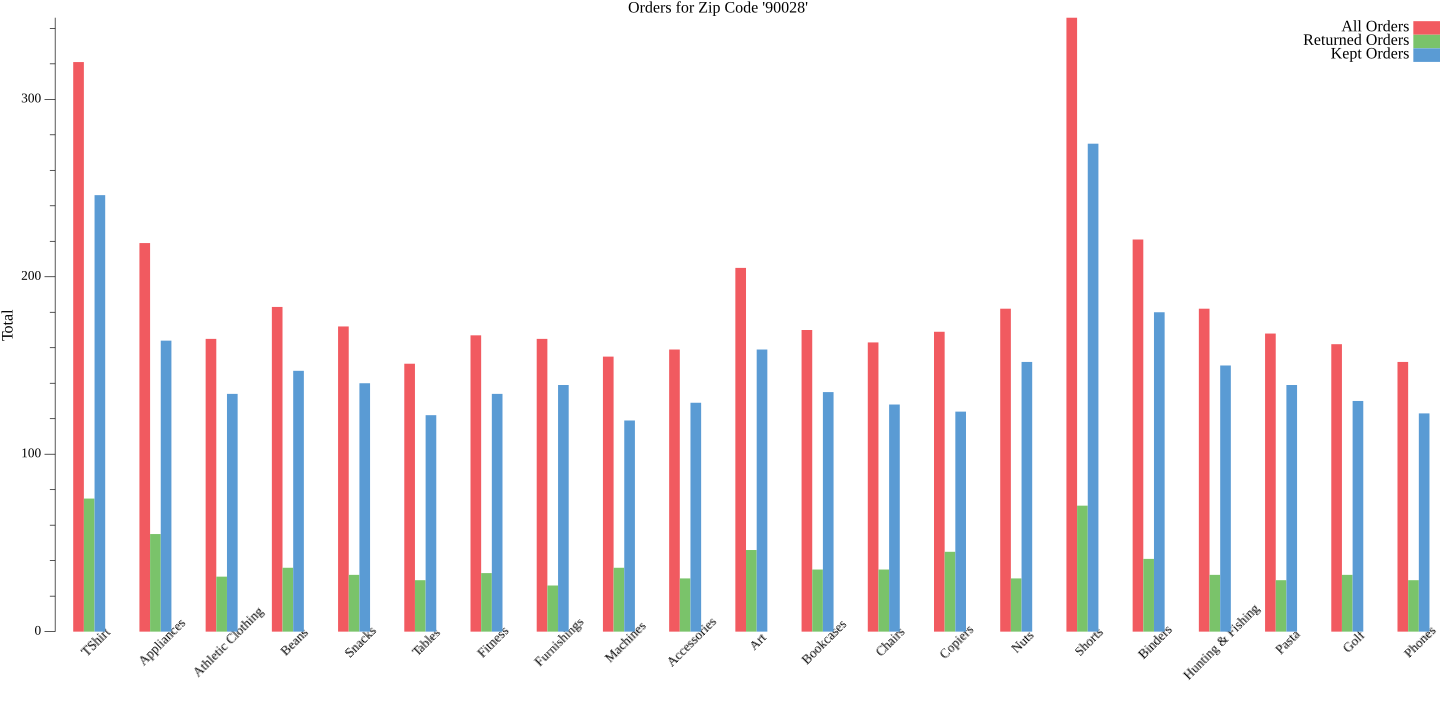 Orders for Zip Code '90028'
All Orders
Returned Orders
Kept Orders
Total
300
200
100
0
TShirt
Appliances
Athletic Clothing
Beans
Snacks
Tables
Fitness
Furnishings
Machines
Accessories
Art
Bookcases
Chairs
Copiers
Nuts
Shorts
Binders
Hunting & Fishing
Pasta
Golf
Phones